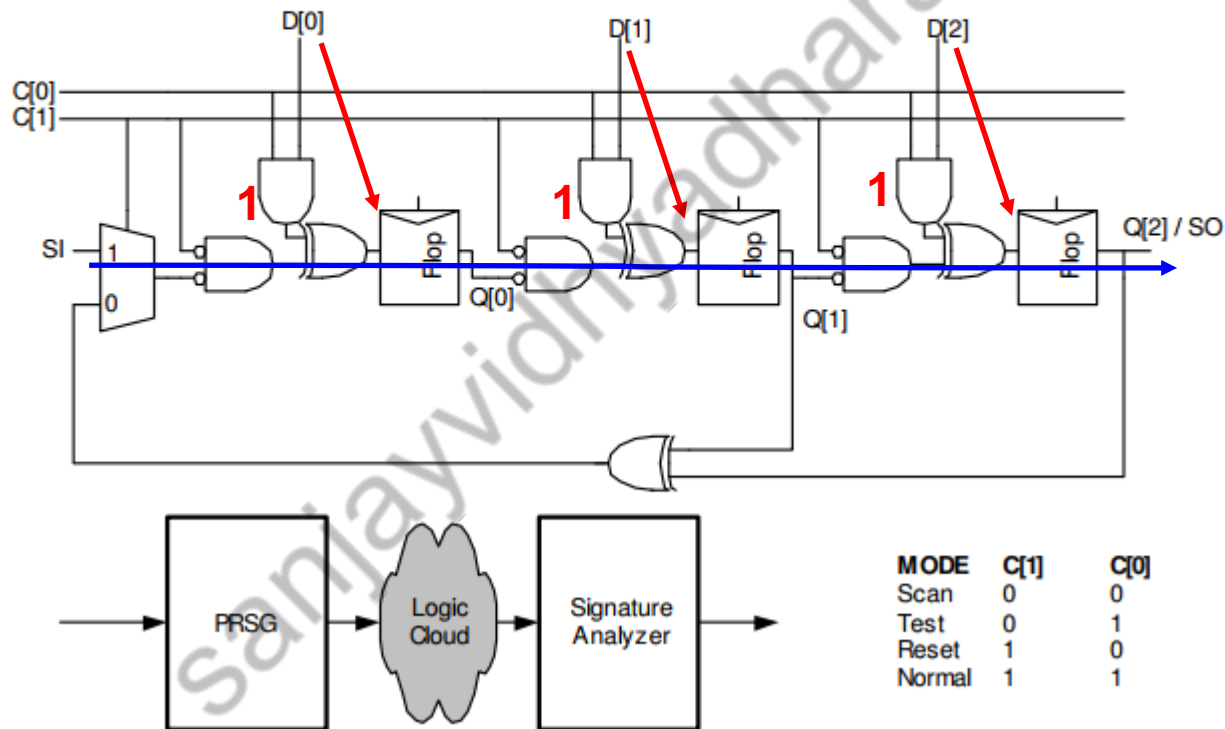 D[0]
D[1]
D[2]
C[0]
C[1]
1
1
1
SI
1
0
Flop
Flop
Flop
Q[2] / SO
Q[0]
Q[1]
sanjayvidhyadhara
PRSG
Logic
Cloud
Signature
Analyzer
MODE C[1] C[0]
Scan 0 0
Test 0 1
Reset 1 0
Normal 1 1